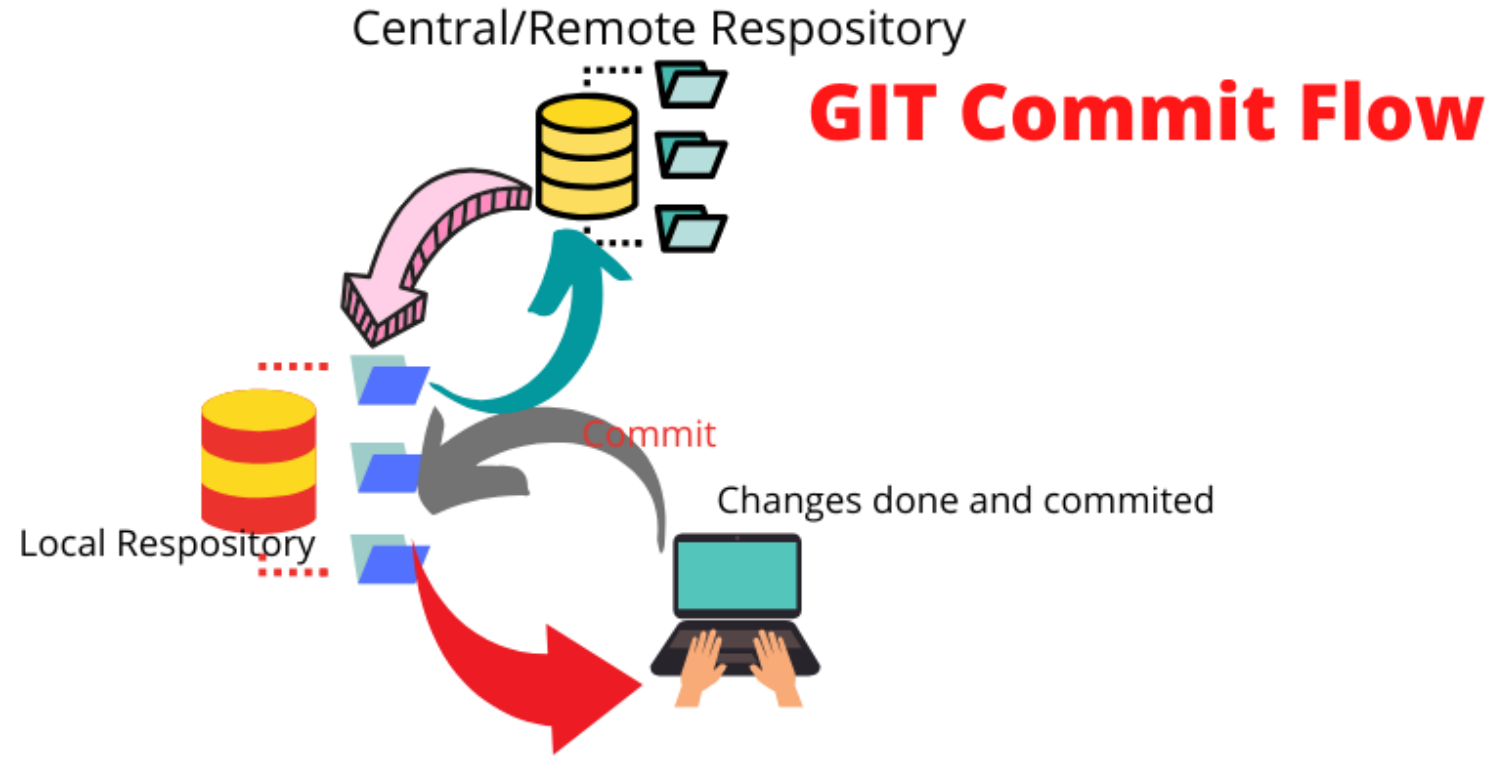 Central/Remote Respository
GIT Commit Flow
Commit
Changes done and commited
Local Respository